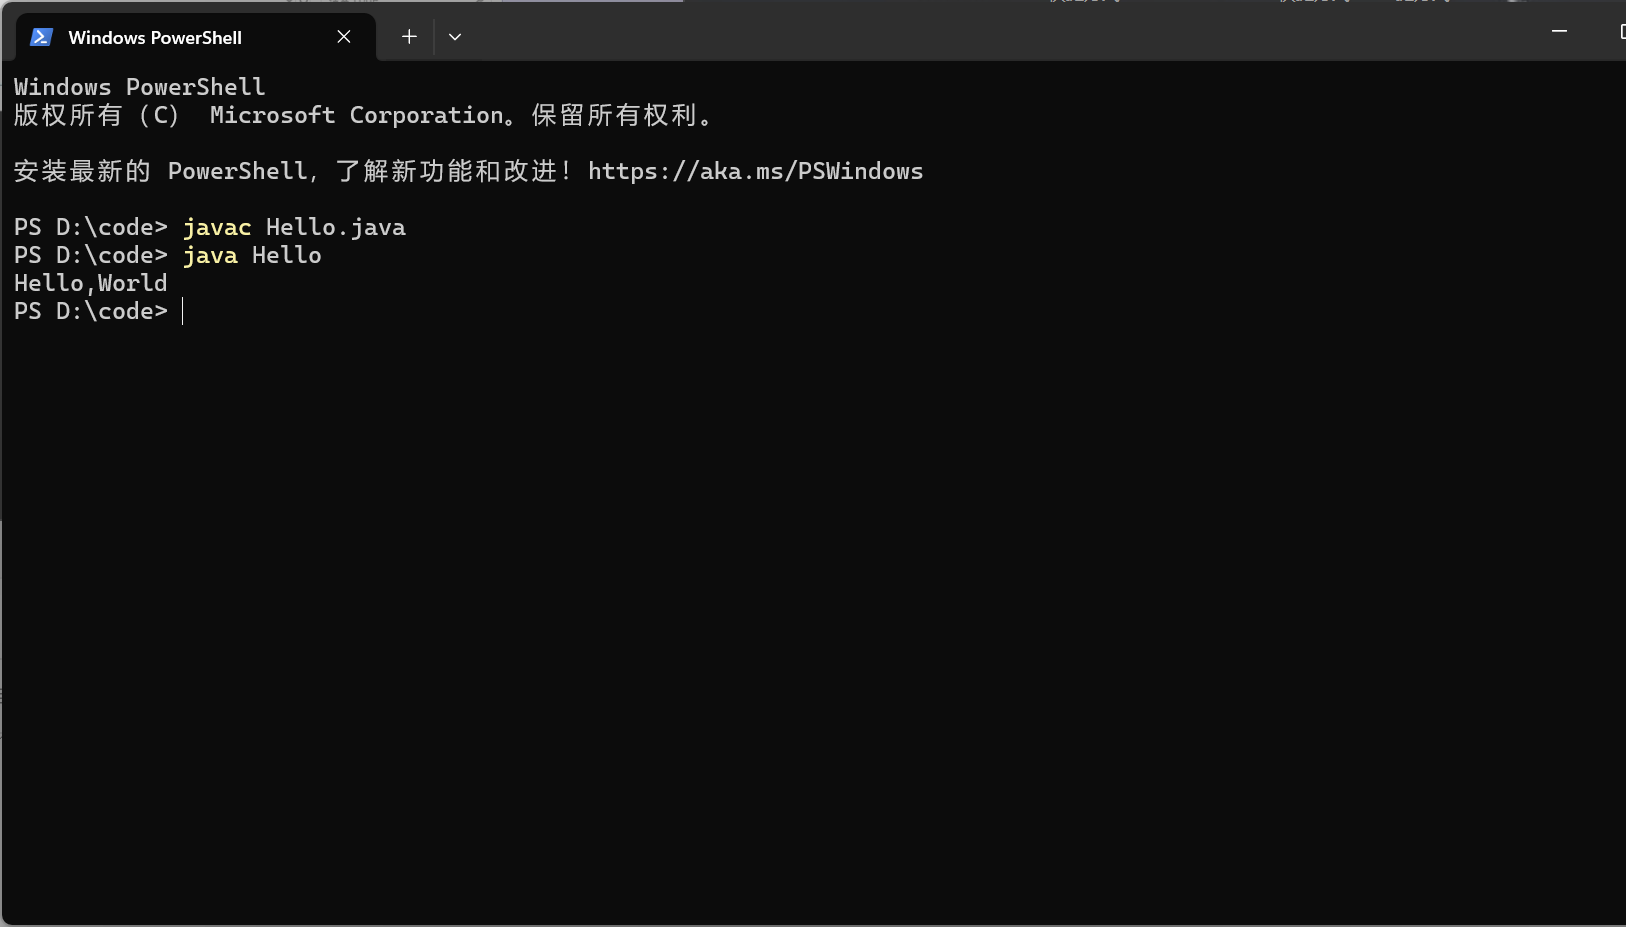 Windows PowerShell
Windows PowerShell
版权所有（C） Microsoft Corporation。保留所有权利。
安装最新的 PowerShell，了解新功能和改进！https://aka.ms/PSWindows
PS D:\code> javac Hello.java
PS D:\code> java Hello
Hello,World
PS D:\code>